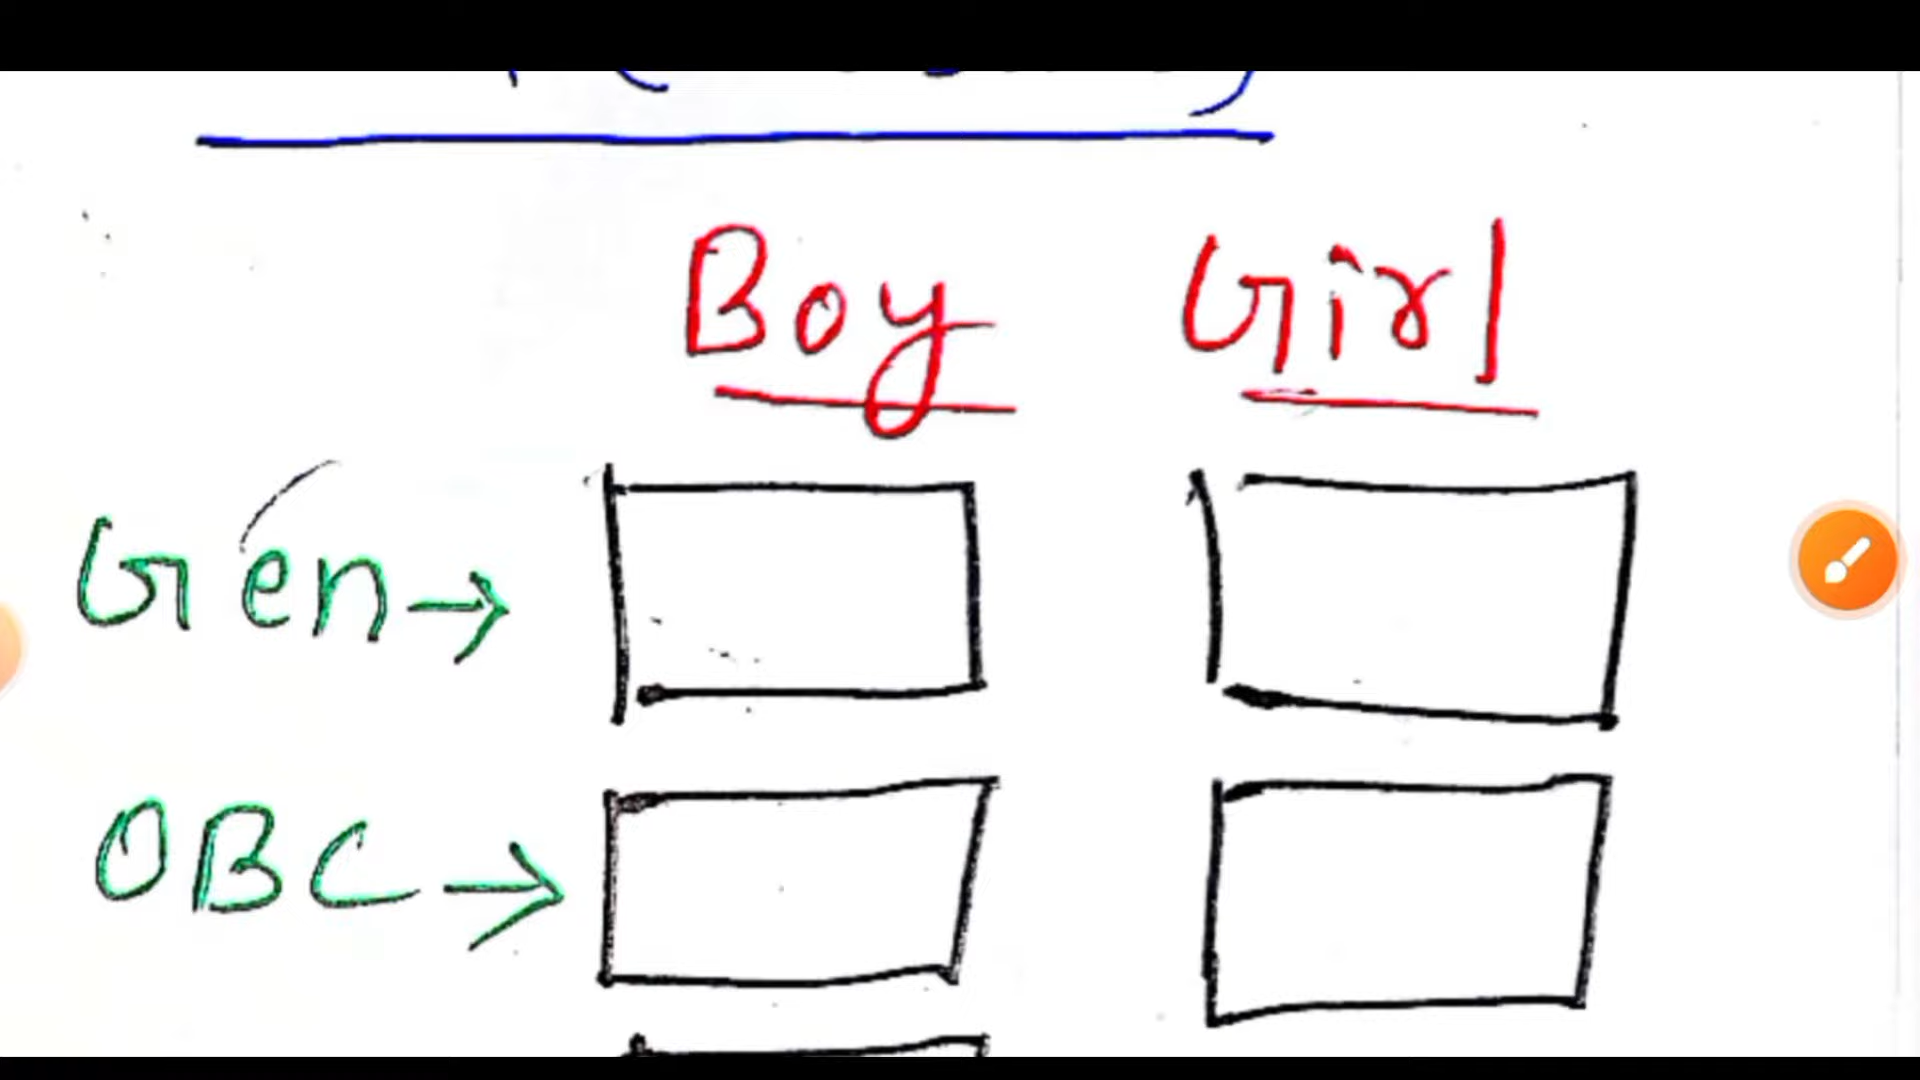 Boy Girl
Gen →
OBC →